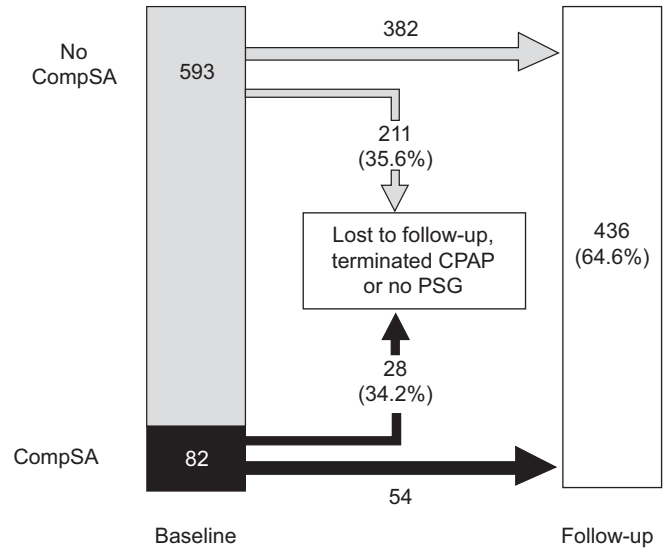 No
CompSA
593
382
211
(35.6%)
Lost to follow-up,
terminated CPAP
or no PSG
436
(64.6%)
28
(34.2%)
CompSA
82
54
Baseline
Follow-up